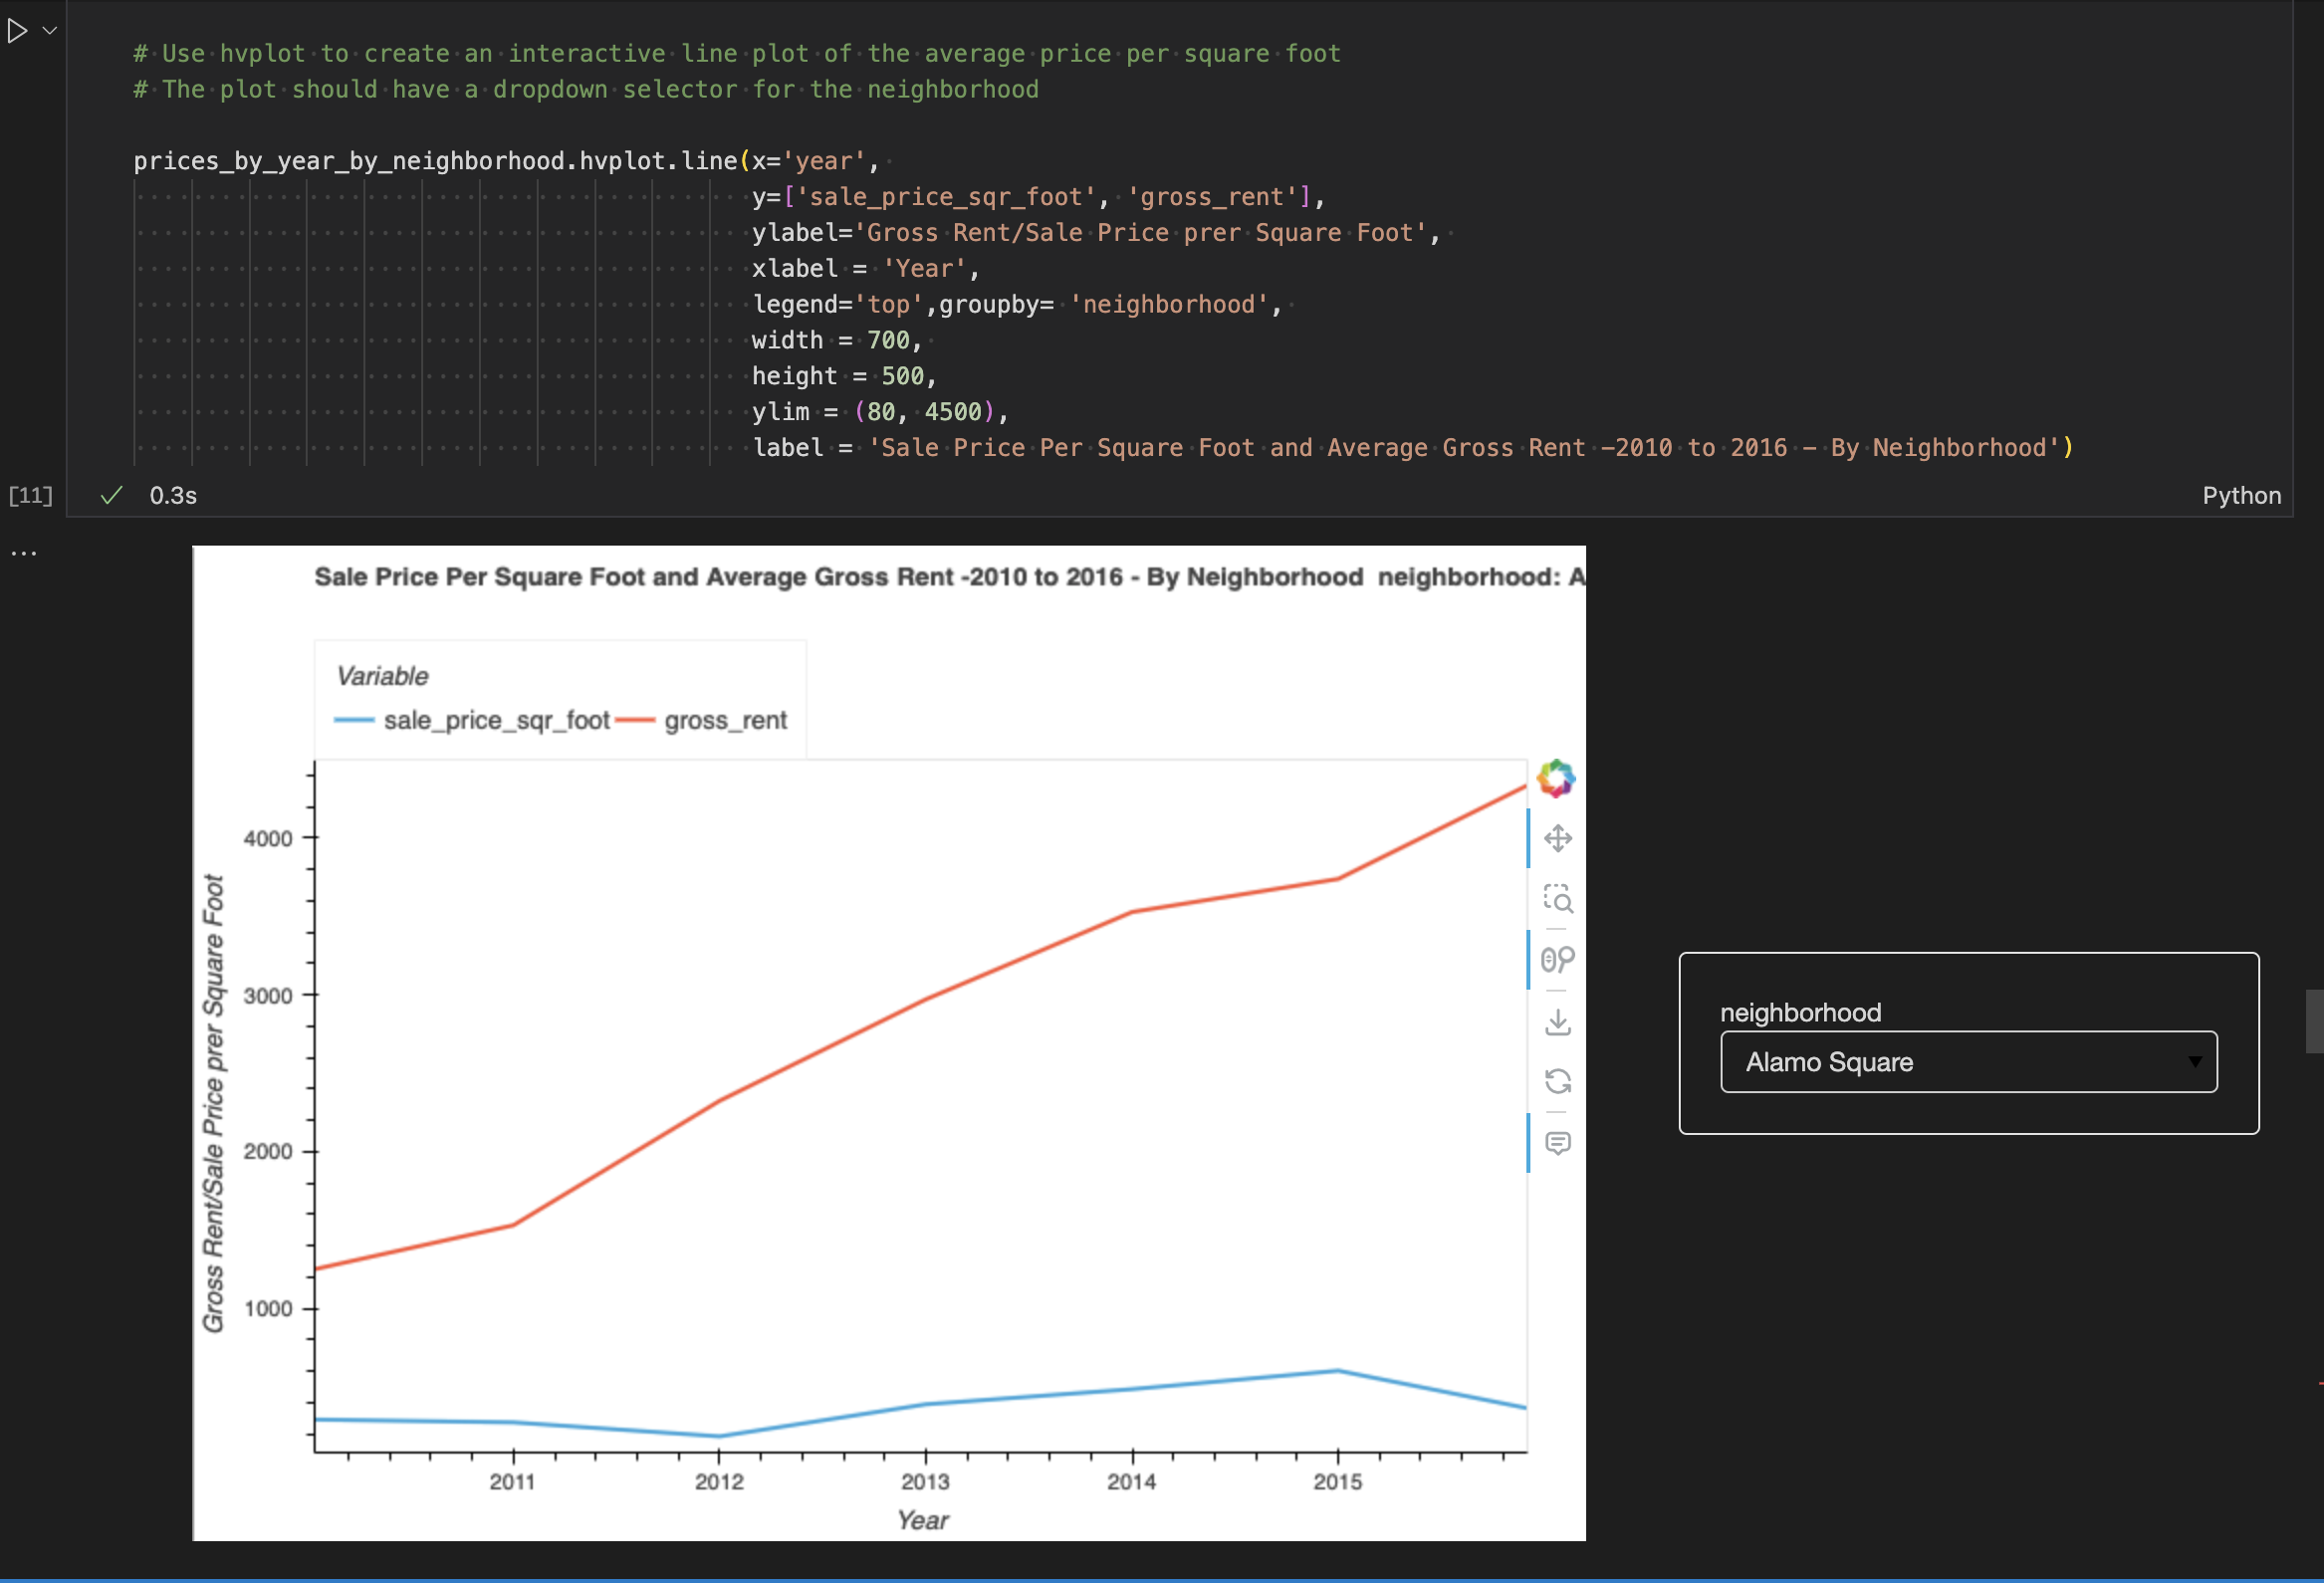 # Use hvplot to create an interactive line plot of the average price per square foot
# The plot should have a dropdown selector for the neighborhood
prices_by_year_by_neighborhood.hvplot.line(x='year',
y=['sale_price_sqr_foot', 'gross_rent'],
ylabel='Gross Rent/Sale Price prer Square Foot',
xlabel = 'Year',
legend='top',groupby= 'neighborhood',
width = 700,
height = 500,
ylim = (80, 4500),
label = 'Sale Price Per Square Foot and Average Gross Rent -2010 to 2016 - By Neighborhood')
[11]
0.3s
Python
...
Sale Price Per Square Foot and Average Gross Rent -2010 to 2016 - By Neighborhood neighborhood: A
Variable
sale_price_sqr_foot gross_rent
Gross Rent/Sale Price prer Square Foot
4000
3000
2000
1000
2011 2012 2013 2014 2015
Year
neighborhood
Alamo Square